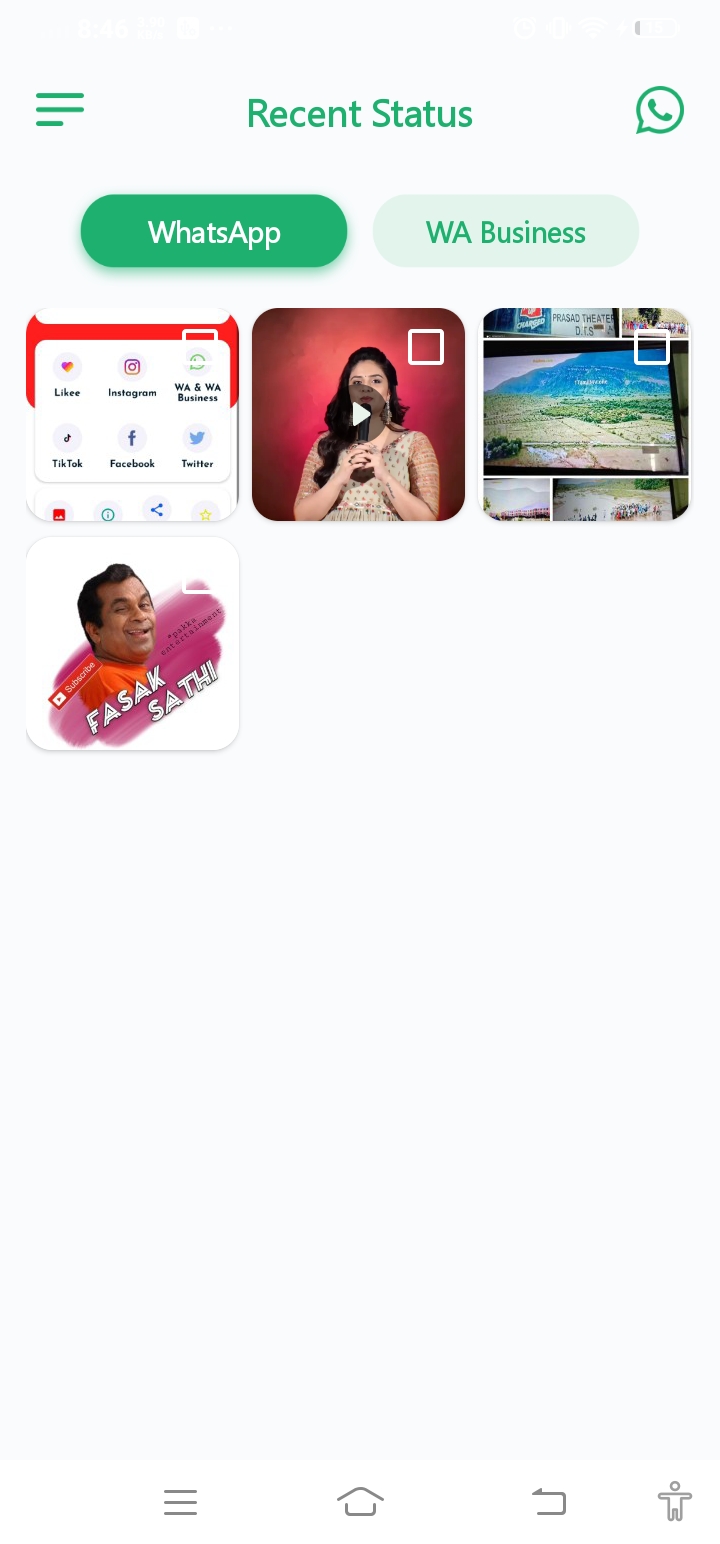 8:46
Recent Status
WhatsApp
WA Business
Likee
Instagram
WA & WA
Business
TikTok
Facebook
Twitter
CHARGED
PRASAD THEATER
D.T.S
*pakka
entertainment
Subscribe
FASAK
SATHI